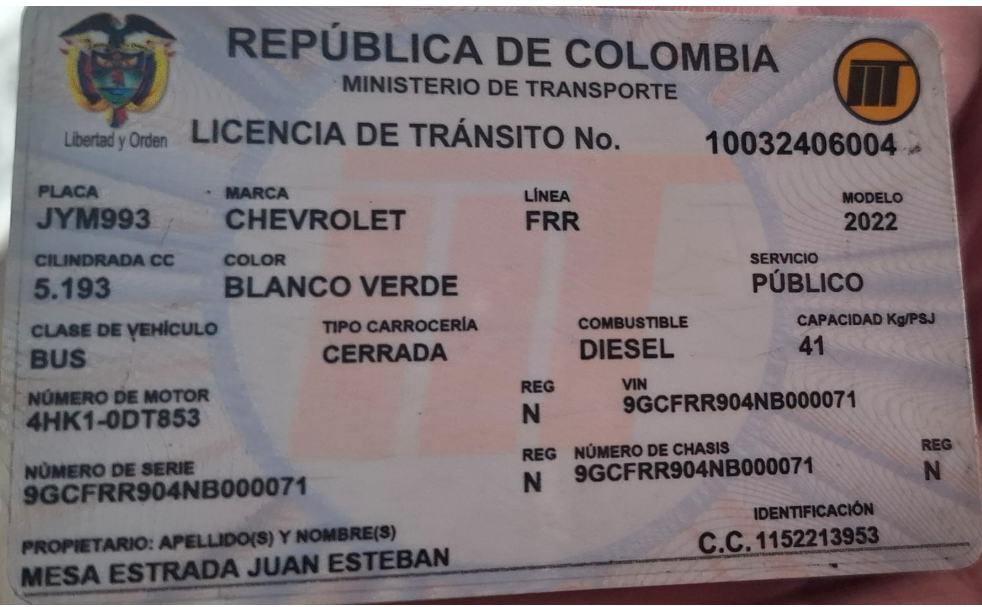 REPÚBLICA DE COLOMBIA
MINISTERIO DE TRANSPORTE
Libertad y Orden
LICENCIA DE TRÁNSITO No. 10032406004
PLACA MARCA LÍNEA MODELO
JYM993 CHEVROLET FRR 2022
CILINDRADA CC COLOR SERVICIO
5.193 BLANCO VERDE PÚBLICO
CLASE DE VEHÍCULO TIPO CARROCERÍA COMBUSTIBLE CAPACIDAD Kg/PSJ
BUS CERRADA DIESEL 41
NÚMERO DE MOTOR REG VIN
4HK1-0DT853 N 9GCFRR904NB000071
NÚMERO DE SERIE REG NÚMERO DE CHASIS REG
9GCFRR904NB000071 N 9GCFRR904NB000071 N
PROPIETARIO: APELLIDO(S) Y NOMBRE(S) IDENTIFICACIÓN
MESA ESTRADA JUAN ESTEBAN C.C. 1152213953